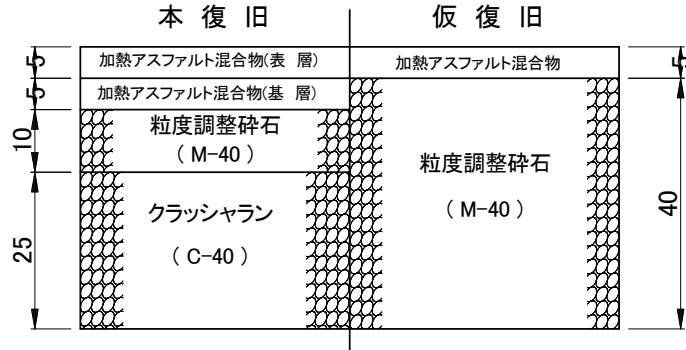 本 復 旧
仮 復 旧
5
加熱アスファルト混合物(表 層)
加熱アスファルト混合物
5
5
加熱アスファルト混合物(基 層)
10
粒度調整砕石
( M-40 )
粒度調整砕石
( M-40 )
40
25
クラッシャラン
( C-40 )